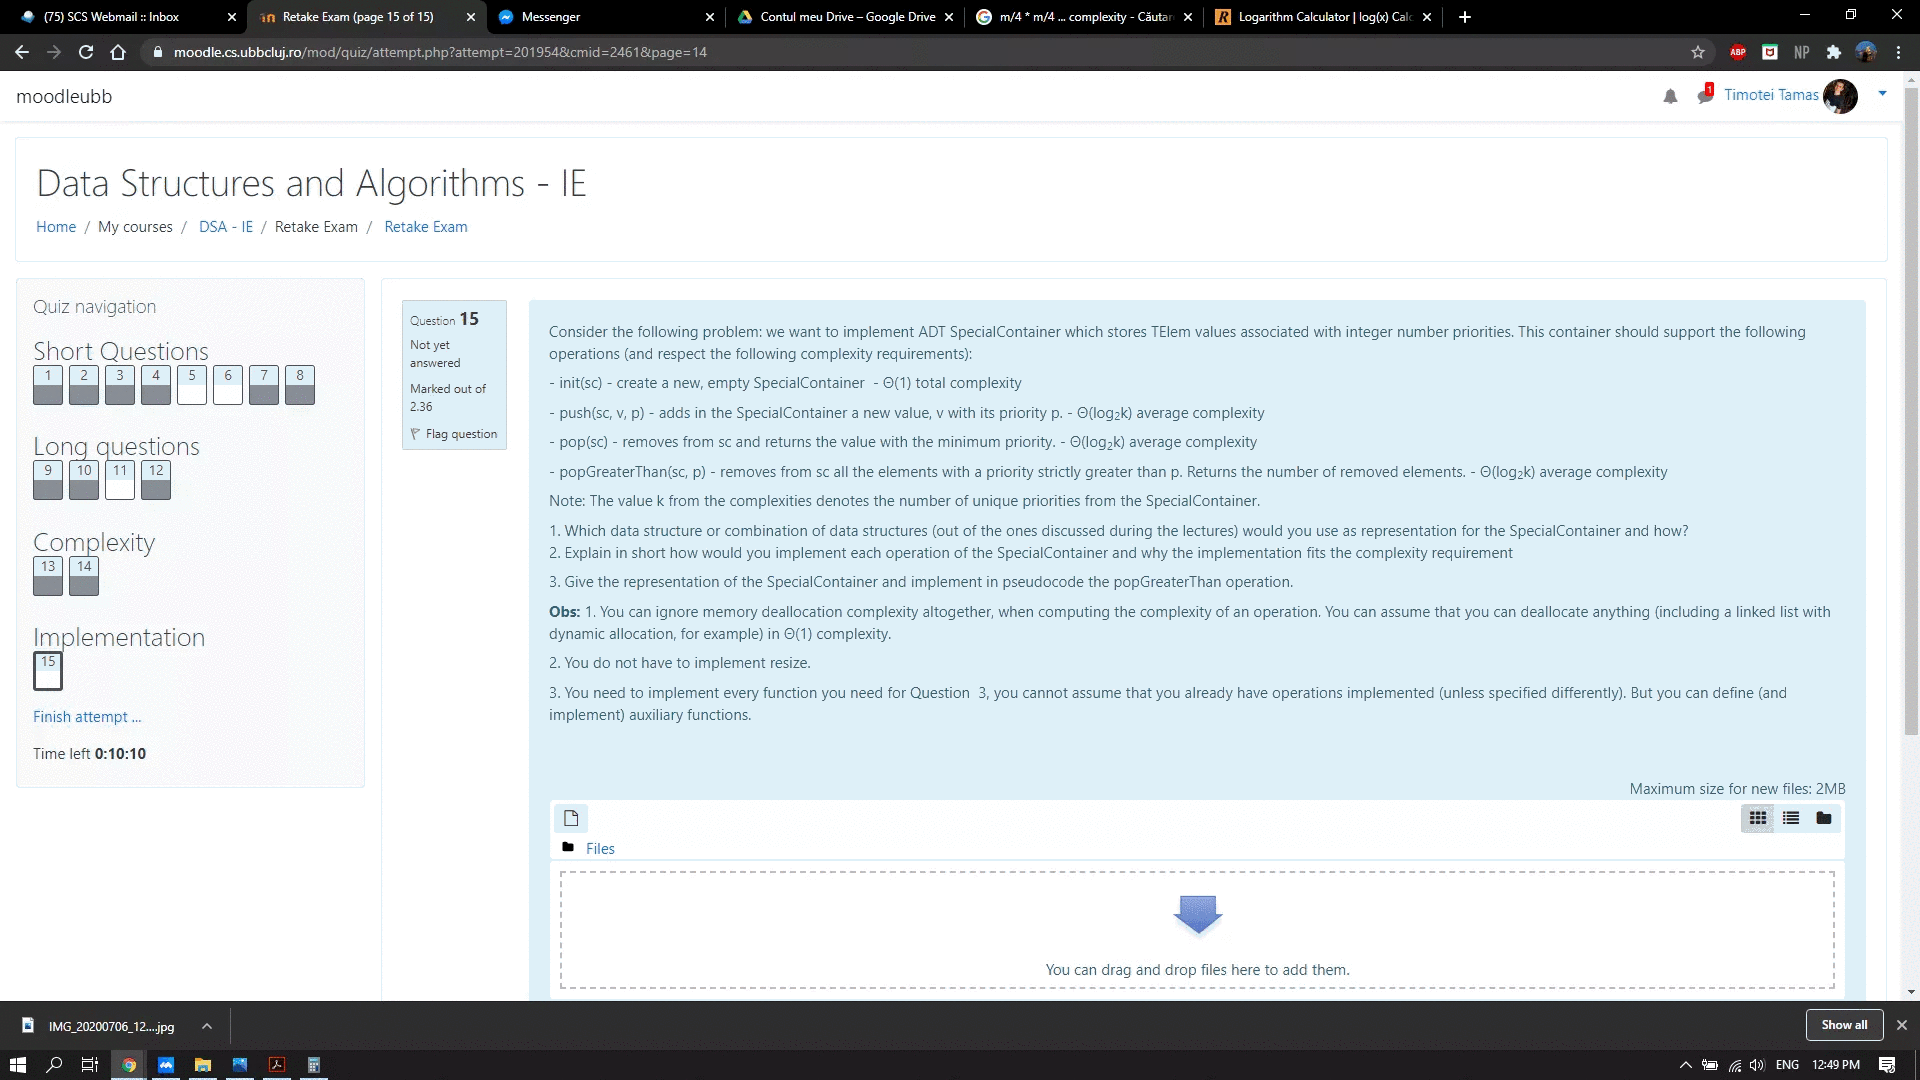 (75) SCS Webmail :: Inbox
Retake Exam (page 15 of 15)
Messenger
Contul meu Drive – Google Drive
m/4 * m/4 ... complexity - Căutar
Logarithm Calculator | log(x) Calc
moodle.cs.ubbcluj.ro/mod/quiz/attempt.php?attempt=201954&cmid=2461&page=14
ABP
NP
moodleubb
1
Timotei Tamas
Data Structures and Algorithms - IE
Home / My courses / DSA - IE / Retake Exam / Retake Exam
Quiz navigation
Short Questions
1 2 3 4 5 6 7 8
Long questions
9 10 11 12
Complexity
13 14
Implementation
15
Finish attempt ...
Time left 0:10:10
Question 15
Not yet
answered
Marked out of
2.36
Flag question
Consider the following problem: we want to implement ADT SpecialContainer which stores TElem values associated with integer number priorities. This container should support the following
operations (and respect the following complexity requirements):
- init(sc) - create a new, empty SpecialContainer - Θ(1) total complexity
- push(sc, v, p) - adds in the SpecialContainer a new value, v with its priority p. - Θ(log₂k) average complexity
- pop(sc) - removes from sc and returns the value with the minimum priority. - Θ(log₂k) average complexity
- popGreaterThan(sc, p) - removes from sc all the elements with a priority strictly greater than p. Returns the number of removed elements. - Θ(log₂k) average complexity
Note: The value k from the complexities denotes the number of unique priorities from the SpecialContainer.
1. Which data structure or combination of data structures (out of the ones discussed during the lectures) would you use as representation for the SpecialContainer and how?
2. Explain in short how would you implement each operation of the SpecialContainer and why the implementation fits the complexity requirement
3. Give the representation of the SpecialContainer and implement in pseudocode the popGreaterThan operation.
Obs: 1. You can ignore memory deallocation complexity altogether, when computing the complexity of an operation. You can assume that you can deallocate anything (including a linked list with
dynamic allocation, for example) in Θ(1) complexity.
2. You do not have to implement resize.
3. You need to implement every function you need for Question 3, you cannot assume that you already have operations implemented (unless specified differently). But you can define (and
implement) auxiliary functions.
Maximum size for new files: 2MB
Files
You can drag and drop files here to add them.
IMG_20200706_12....jpg
Show all
ENG
12:49 PM